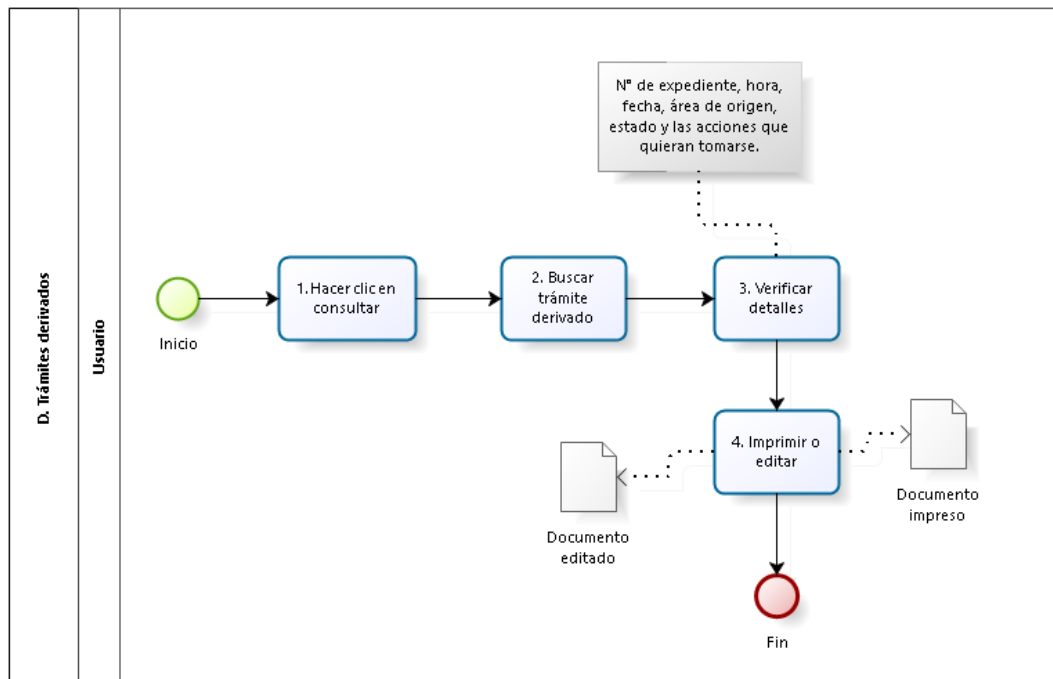 D. Trámites derivados
Usuario
N° de expediente, hora,
fecha, área de origen,
estado y las acciones que
quieran tomarse.
Inicio
1.Hacer clic en
consultar
2. Buscar
trámite
derivado
3. Verificar
detalles
4. Imprimir o
editar
Documento
editado
Documento
impreso
Fin